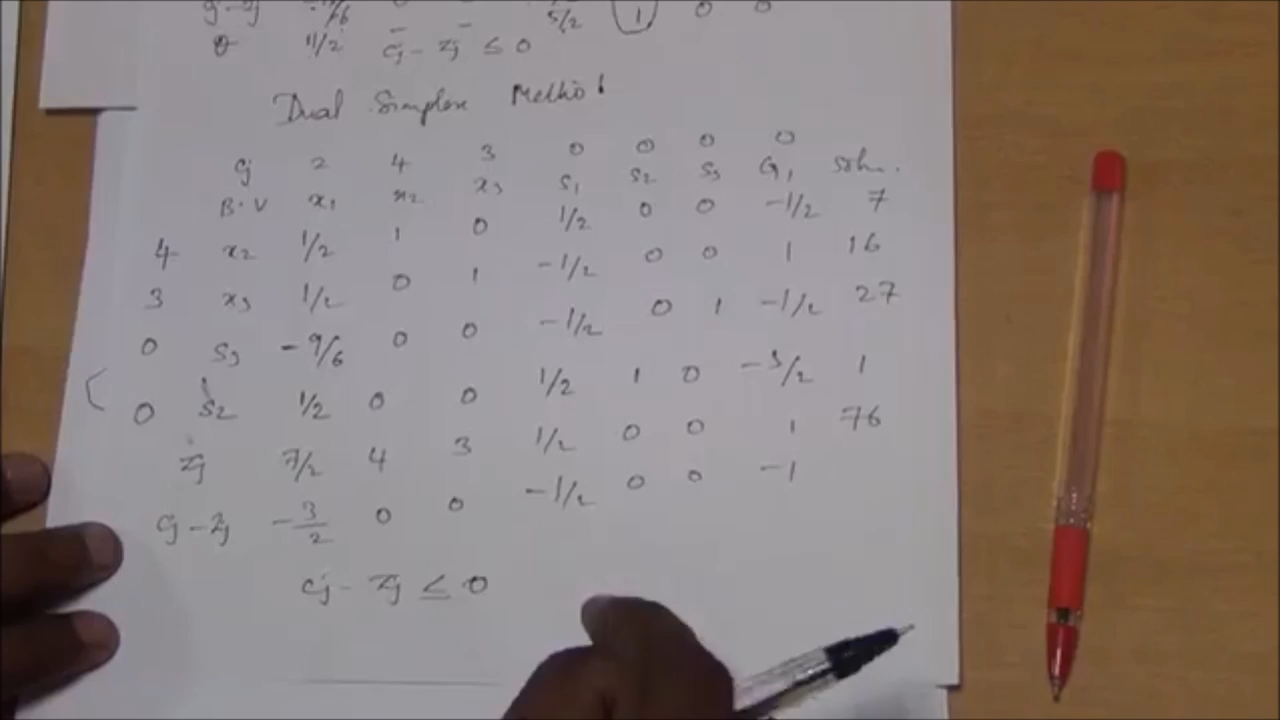 5/2 1 0 0
θ 11/2 Cj - Zj ≤ 0
Dual Simplex Method
Cj 2 4 3 0 0 0 0
B.V x1 x2 x3 s1 s2 s3 G1 Soln.
4 x2 1/2 1 0 1/2 0 0 -1/2 7
3 x3 1/2 0 1 -1/2 0 0 1 16
0 s3 -9/6 0 0 -1/2 0 1 -1/2 27
0 s2 1/2 0 0 1/2 1 0 -3/2 1
Zj 7/2 4 3 1/2 0 0 1 76
Cj - Zj -3/2 0 0 -1/2 0 0 -1
Cj - Zj ≤ 0